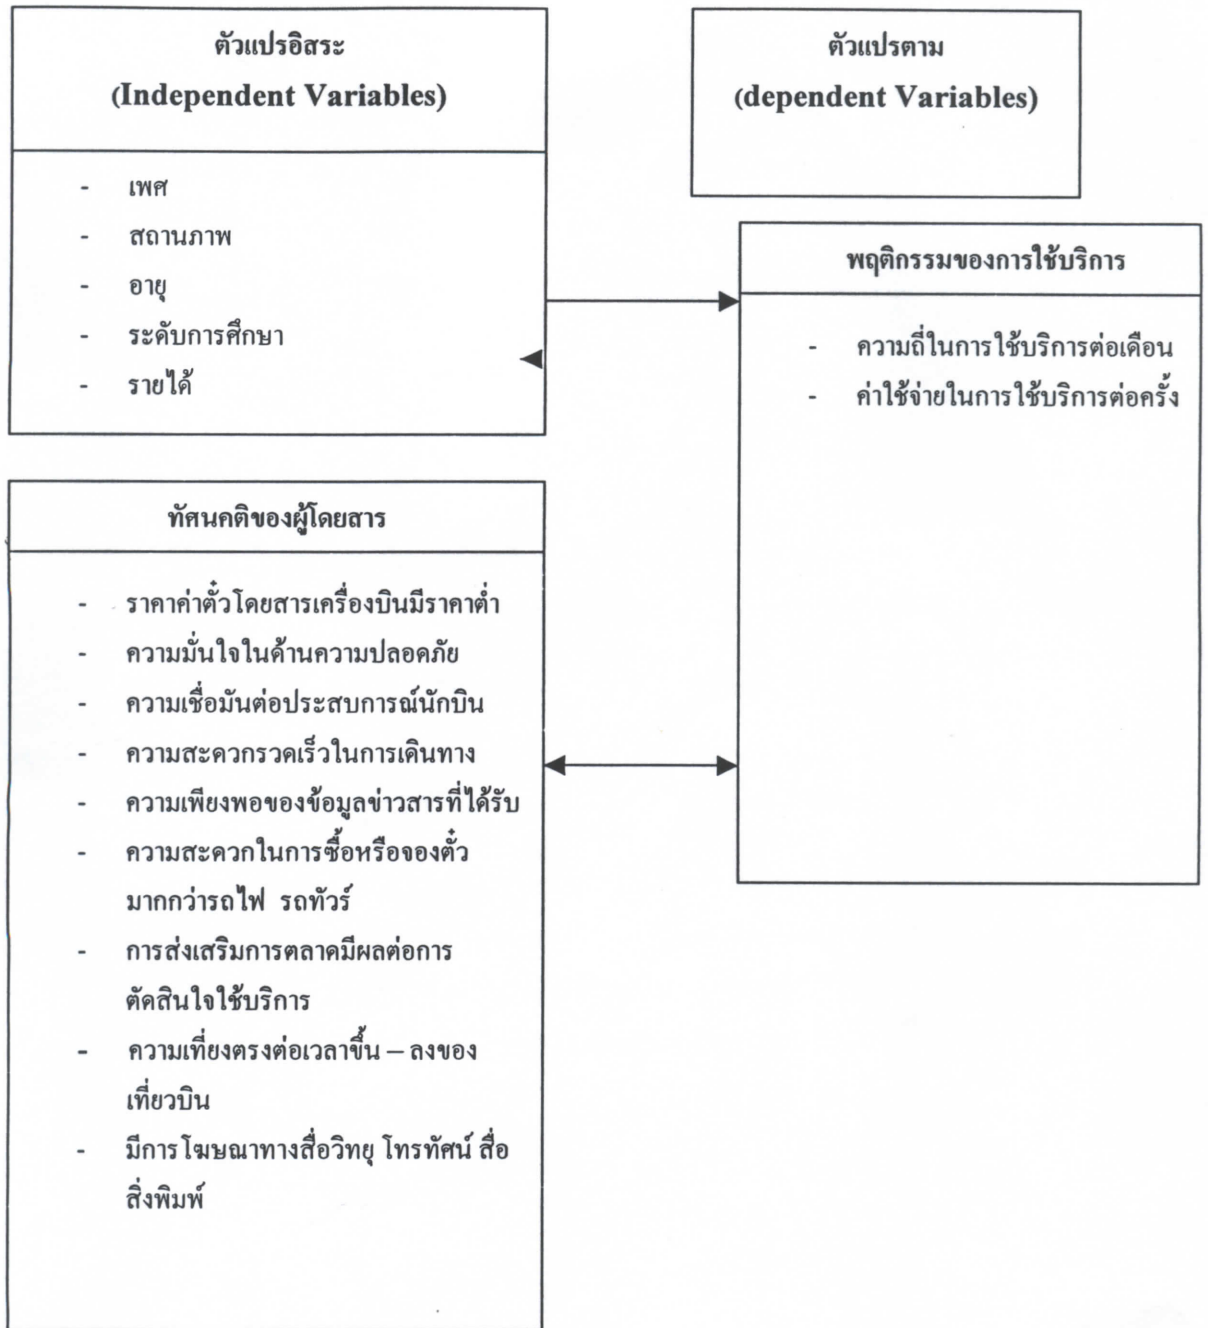 ตัวแปรอิสระ
(Independent Variables)
- เพศ
- สถานภาพ
- อายุ
- ระดับการศึกษา
- รายได้
ตัวแปรตาม
(dependent Variables)
พฤติกรรมของการใช้บริการ
- ความถี่ในการใช้บริการต่อเดือน
- ค่าใช้จ่ายในการใช้บริการต่อครั้ง
ทัศนคติของผู้โดยสาร
- ราคาค่าตั๋วโดยสารเครื่องบินมีราคาต่ำ
- ความมั่นใจในด้านความปลอดภัย
- ความเชื่อมันต่อประสบการณ์นักบิน
- ความสะดวกรวดเร็วในการเดินทาง
- ความเพียงพอของข้อมูลข่าวสารที่ได้รับ
- ความสะดวกในการซื้อหรือจองตั๋ว
มากกว่ารถไฟ รถทัวร์
- การส่งเสริมการตลาดมีผลต่อการ
ตัดสินใจใช้บริการ
- ความเที่ยงตรงต่อเวลาขึ้น – ลงของ
เที่ยวบิน
- มีการโฆษณาทางสื่อวิทยุ โทรทัศน์ สื่อ
สิ่งพิมพ์